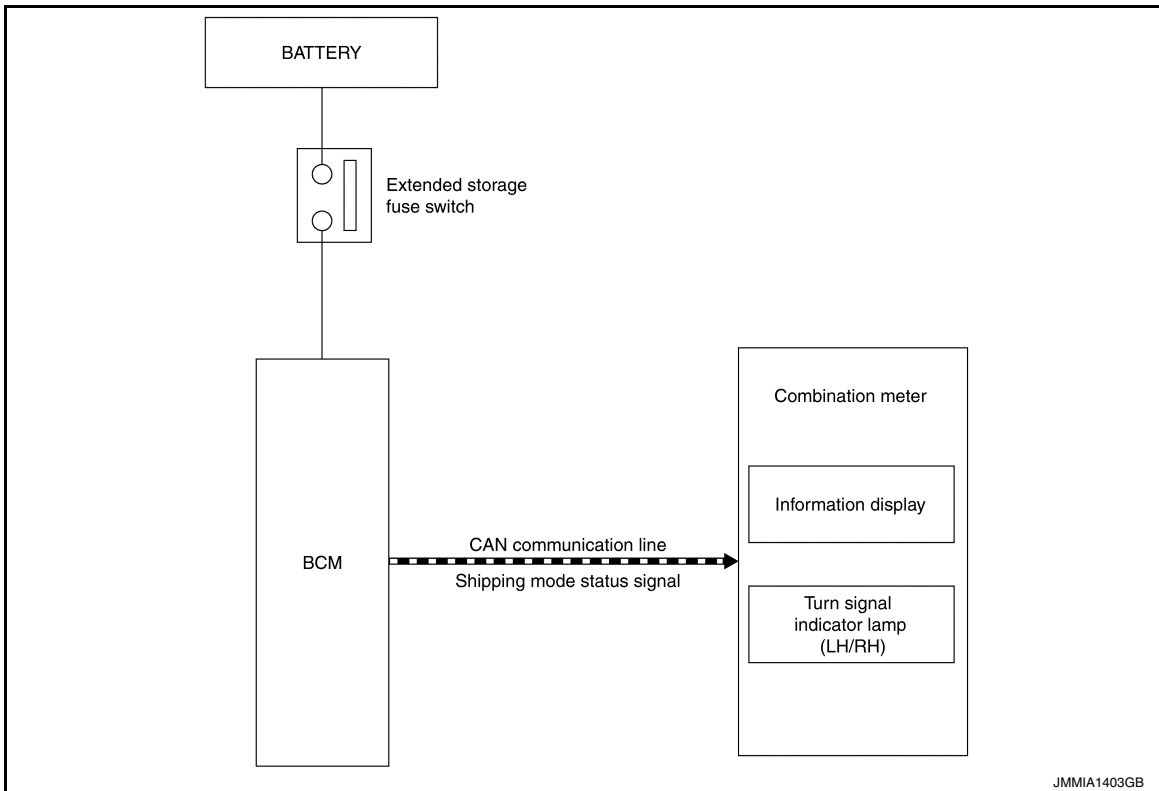 BATTERY
Extended storage
fuse switch
Combination meter
Information display
CAN communication line
BCM
Shipping mode status signal
Turn signal
indicator lamp
(LH/RH)
JMMIA1403GB